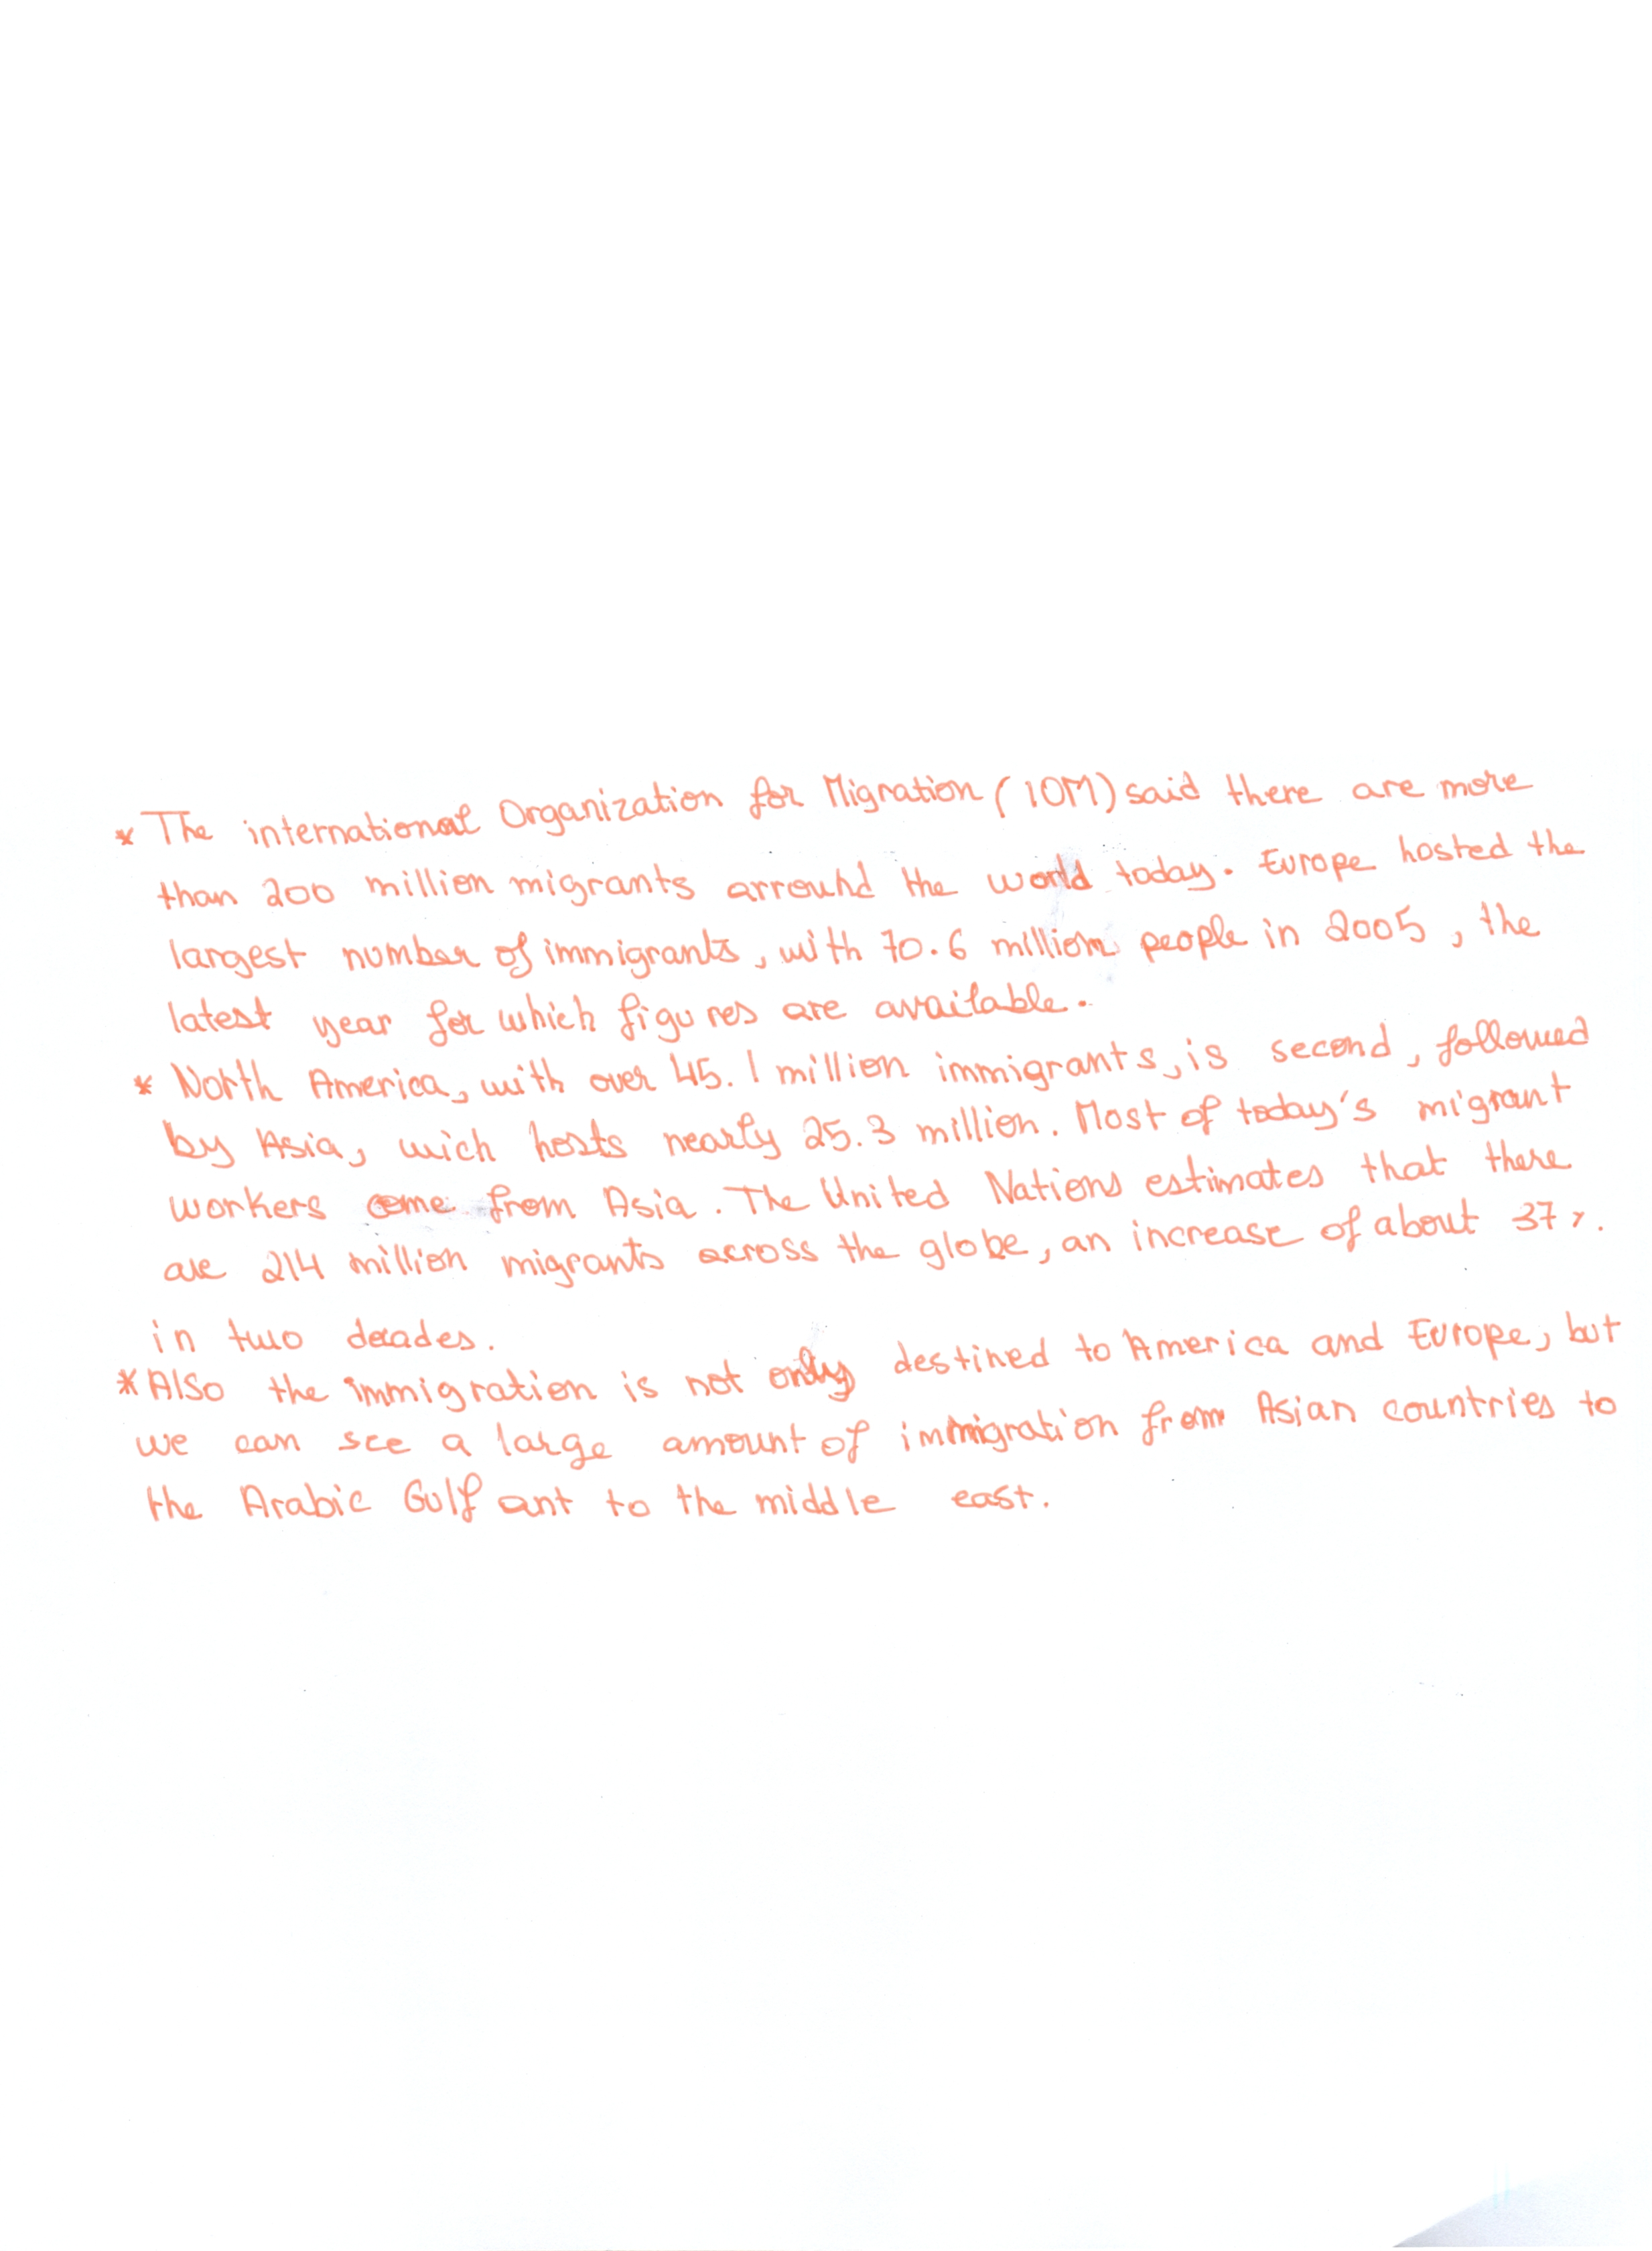 * The international Organization for Migration (IOM) said there are more
than 200 million migrants arround the world today. Europe hosted the
largest number of immigrants, with 70.6 million people in 2005, the
latest year for which figures are available.
* North America, with over 45.1 million immigrants, is second, followed
by Asia, wich hosts nearly 25.3 million. Most of today's migrant
workers come from Asia. The United Nations estimates that there
are 214 million migrants across the globe, an increase of about 37 %.
in two decades.
* Also the immigration is not only destined to America and Europe, but
we can see a large amount of immigration from Asian countries to
the Arabic Gulf ant to the middle east.